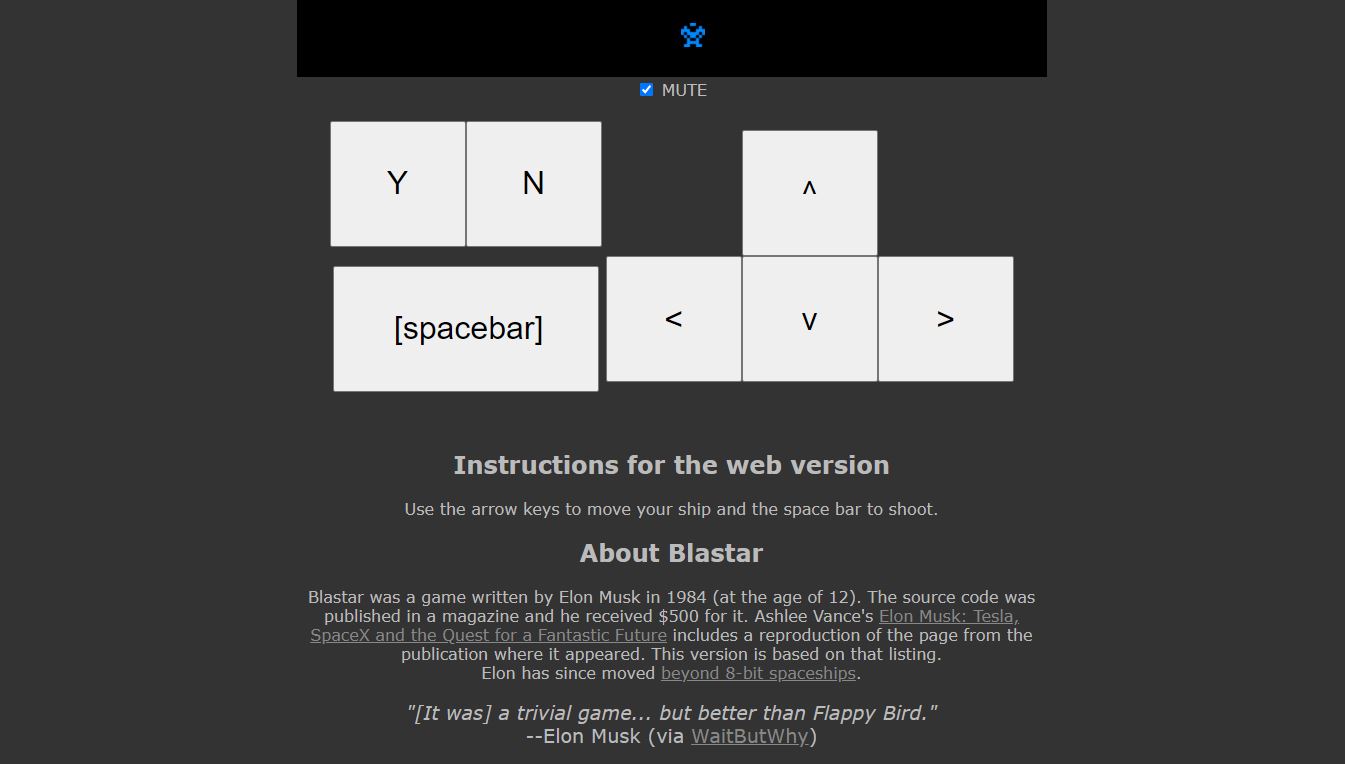 MUTE
Y N
^
[spacebar]
< v >
Instructions for the web version
Use the arrow keys to move your ship and the space bar to shoot.
About Blastar
Blastar was a game written by Elon Musk in 1984 (at the age of 12). The source code was
published in a magazine and he received $500 for it. Ashlee Vance's Elon Musk: Tesla,
SpaceX and the Quest for a Fantastic Future includes a reproduction of the page from the
publication where it appeared. This version is based on that listing.
Elon has since moved beyond 8-bit spaceships.
"[It was] a trivial game... but better than Flappy Bird."
--Elon Musk (via WaitButWhy)